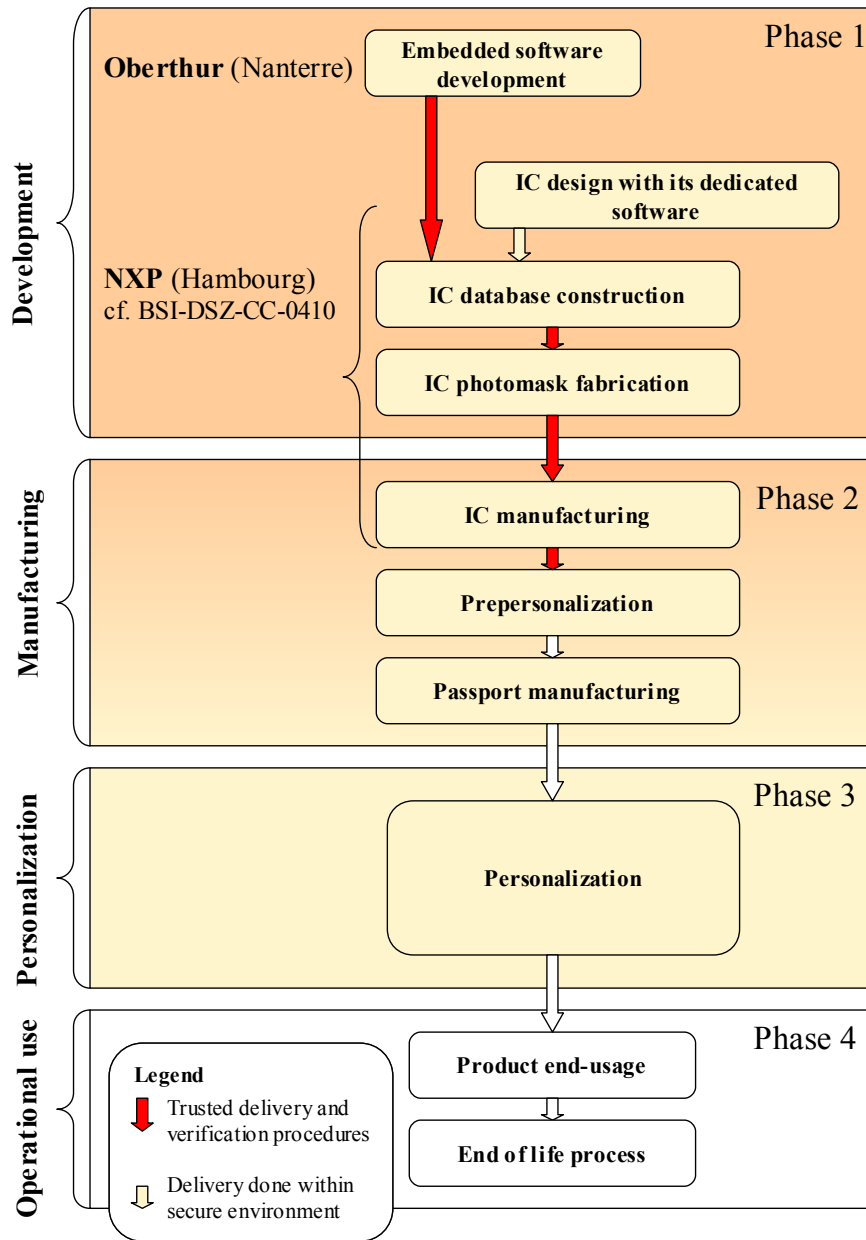 Phase 1
Oberthur (Nanterre)
Embedded software
development
Development
IC design with its dedicated
software
NXP (Hambourg)
cf. BSI-DSZ-CC-0410
IC database construction
IC photomask fabrication
Phase 2
Manufacturing
IC manufacturing
Prepersonalization
Passport manufacturing
Phase 3
Personalization
Personalization
Phase 4
Operational use
Product end-usage
End of life process
Legend
Trusted delivery and
verification procedures
Delivery done within
secure environment